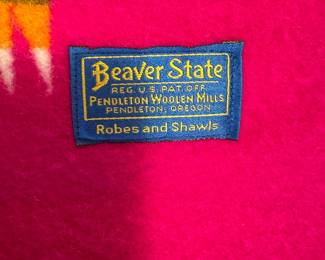 Beaver State
REG. U.S. PAT. OFF.
PENDLETON WOOLEN MILLS
PENDLETON, OREGON
Robes and Shawls